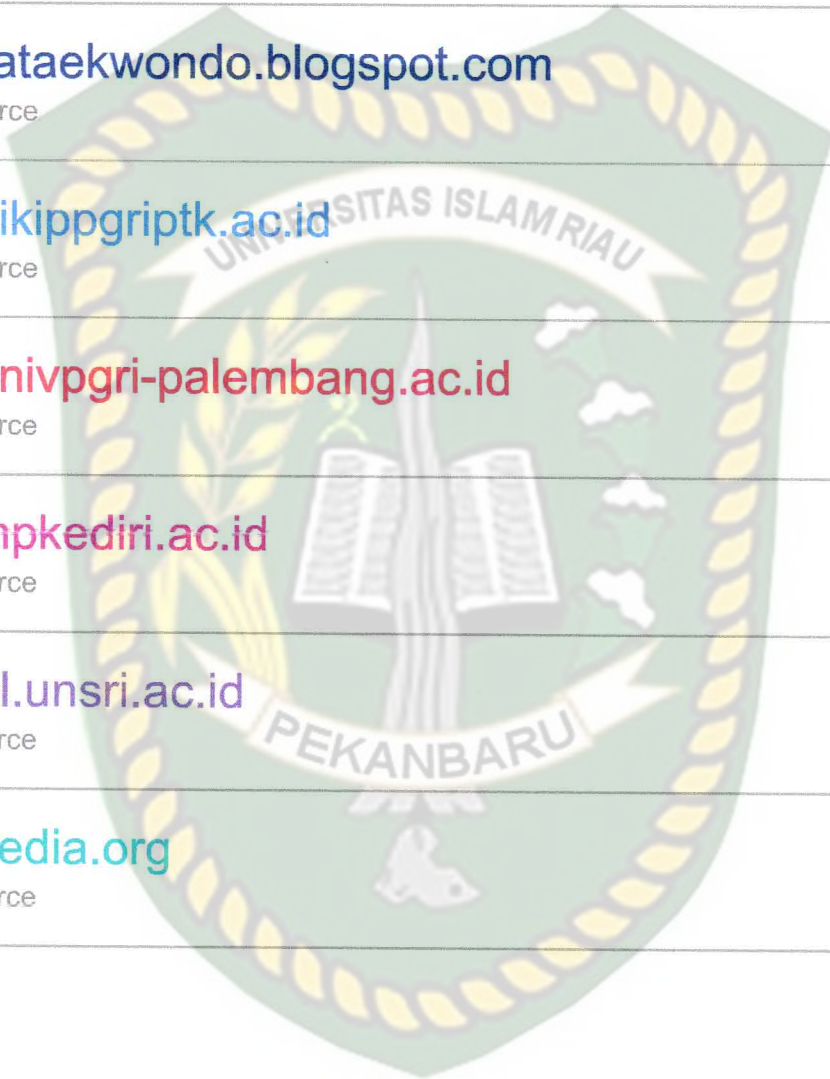 ataekwondo.blogspot.com
rce
UNIVERSITAS ISLAM RIAU
ikippgriptk.ac.id
rce
nivpgri-palembang.ac.id
rce
npkediri.ac.id
rce
l.unsri.ac.id
rce
PEKANBARU
edia.org
rce